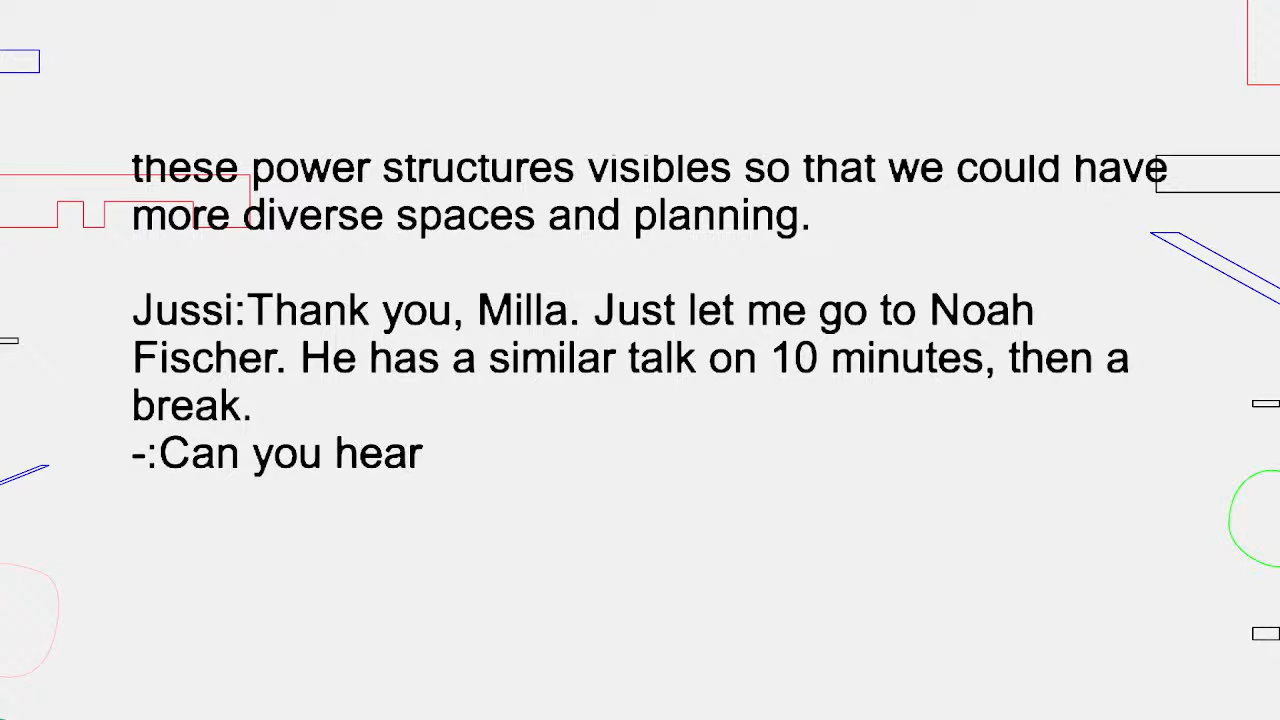 these power structures visibles so that we could have
more diverse spaces and planning.
Jussi:Thank you, Milla. Just let me go to Noah
Fischer. He has a similar talk on 10 minutes, then a
break.
-:Can you hear